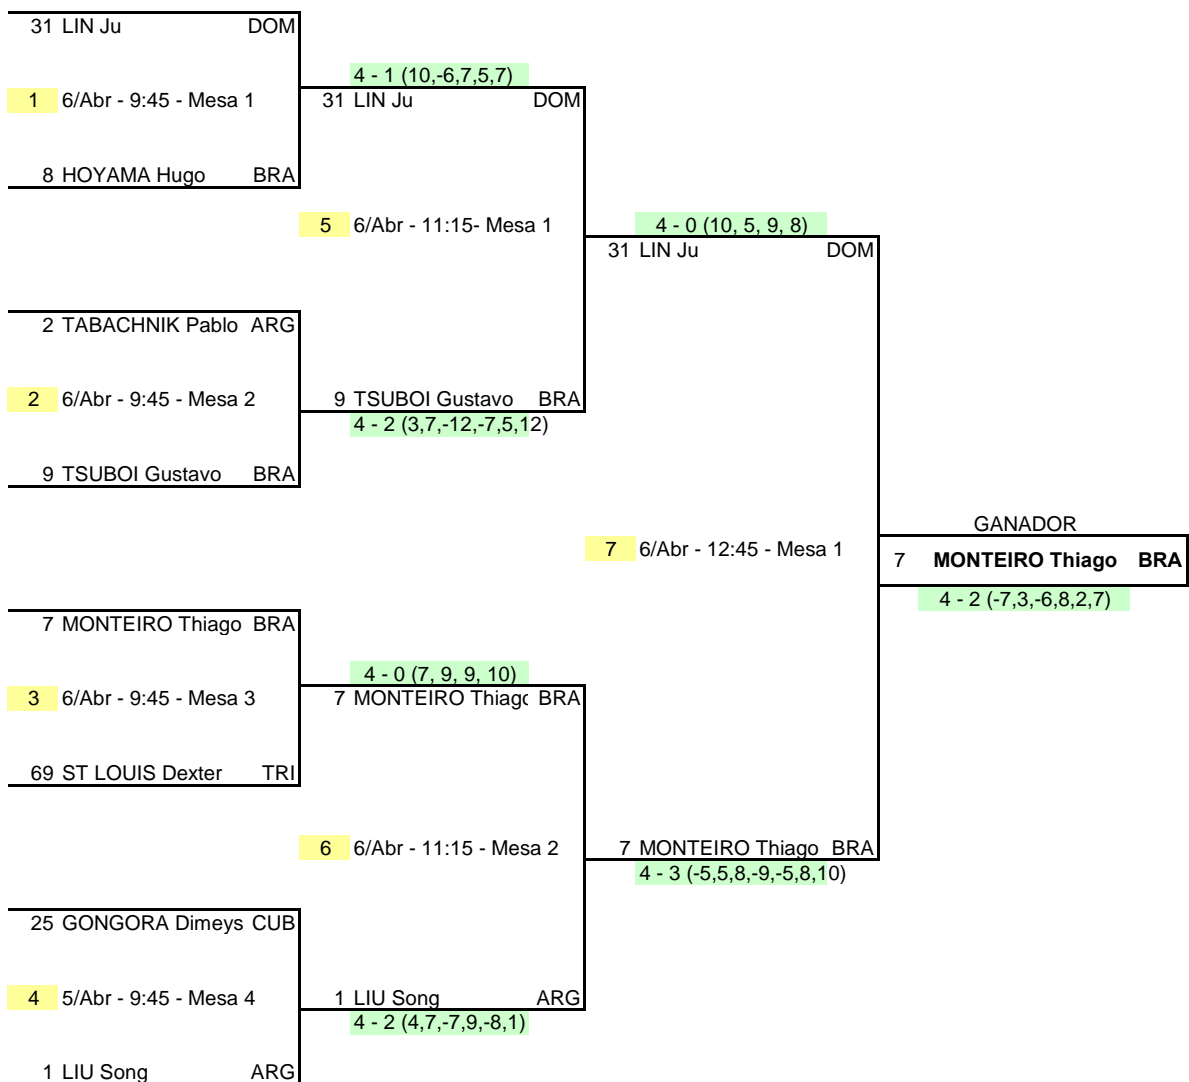 31 LIN Ju DOM
4 - 1 (10,-6,7,5,7)
1 6/Abr - 9:45 - Mesa 1
31 LIN Ju DOM
8 HOYAMA Hugo BRA
5 6/Abr - 11:15- Mesa 1
4 - 0 (10, 5, 9, 8)
31 LIN Ju DOM
2 TABACHNIK Pablo ARG
2 6/Abr - 9:45 - Mesa 2
9 TSUBOI Gustavo BRA
4 - 2 (3,7,-12,-7,5,12)
9 TSUBOI Gustavo BRA
GANADOR
7 6/Abr - 12:45 - Mesa 1
7 MONTEIRO Thiago BRA
4 - 2 (-7,3,-6,8,2,7)
7 MONTEIRO Thiago BRA
4 - 0 (7, 9, 9, 10)
3 6/Abr - 9:45 - Mesa 3
7 MONTEIRO Thiago BRA
69 ST LOUIS Dexter TRI
6 6/Abr - 11:15 - Mesa 2
7 MONTEIRO Thiago BRA
4 - 3 (-5,5,8,-9,-5,8,10)
25 GONGORA Dimeys CUB
4 5/Abr - 9:45 - Mesa 4
1 LIU Song ARG
4 - 2 (4,7,-7,9,-8,1)
1 LIU Song ARG